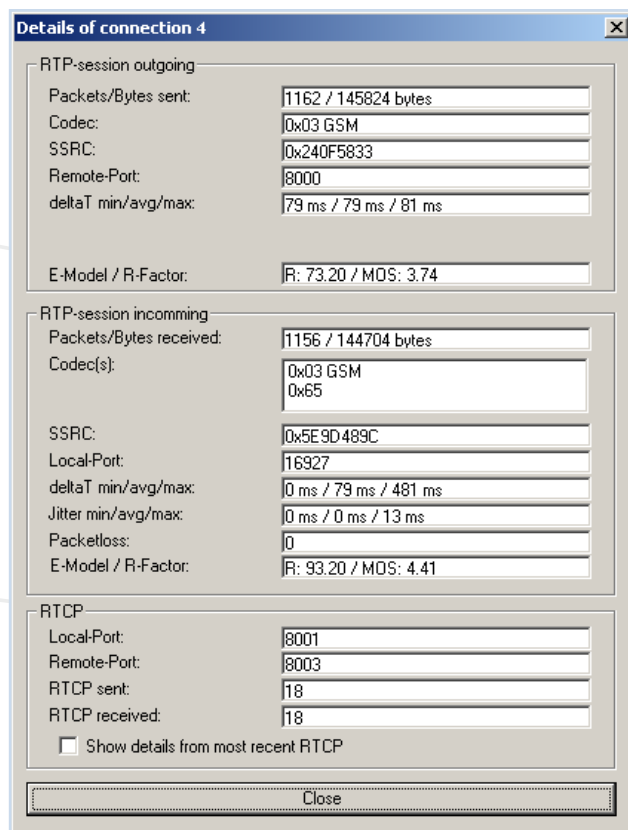 Details of connection 4
RTP-session outgoing
Packets/Bytes sent: 1162 / 145824 bytes
Codec: 0x03 GSM
SSRC: 0x240F5833
Remote-Port: 8000
deltaT min/avg/max: 79 ms / 79 ms / 81 ms
E-Model / R-Factor: R: 73.20 / MOS: 3.74
RTP-session incomming
Packets/Bytes received: 1156 / 144704 bytes
Codec(s): 0x03 GSM
0x65
SSRC: 0x5E9D489C
Local-Port: 16927
deltaT min/avg/max: 0 ms / 79 ms / 481 ms
Jitter min/avg/max: 0 ms / 0 ms / 13 ms
Packetloss: 0
E-Model / R-Factor: R: 93.20 / MOS: 4.41
RTCP
Local-Port: 8001
Remote-Port: 8003
RTCP sent: 18
RTCP received: 18
Show details from most recent RTCP
Close